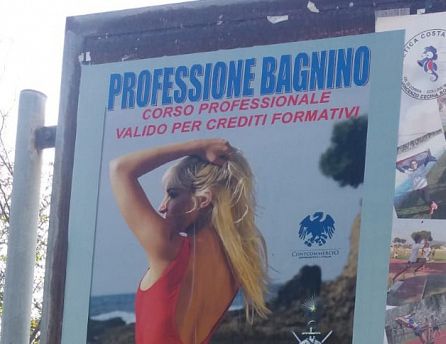 PROFESSIONE BAGNINO
CORSO PROFESSIONALE
VALIDO PER CREDITI FORMATIVI
CONFCOMMERCIO